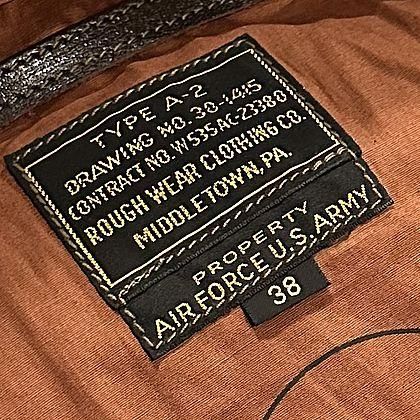 TYPE A-2
DRAWING NO. 30-1415
CONTRACT NO. W535AC-23380
ROUGH WEAR CLOTHING CO.
MIDDLETOWN, PA.
PROPERTY
AIR FORCE U.S. ARMY
38